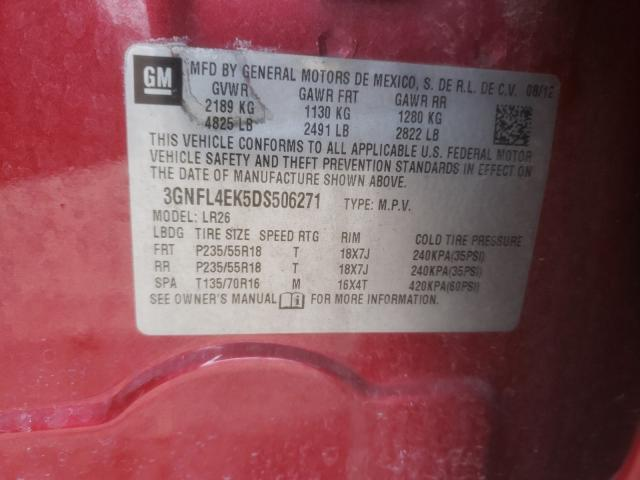 GM
MFD BY GENERAL MOTORS DE MEXICO, S. DE R.L. DE C.V. 08/12
GVWR GAWR FRT GAWR RR
2189 KG 1130 KG 1280 KG
4825 LB 2491 LB 2822 LB
THIS VEHICLE CONFORMS TO ALL APPLICABLE U.S. FEDERAL MOTOR
VEHICLE SAFETY AND THEFT PREVENTION STANDARDS IN EFFECT ON
THE DATE OF MANUFACTURE SHOWN ABOVE.
3GNFL4EK5DS506271 TYPE: M.P.V.
MODEL: LR26
LBDG TIRE SIZE SPEED RTG RIM COLD TIRE PRESSURE
FRT P235/55R18 T 18X7J 240KPA(35PSI)
RR P235/55R18 T 18X7J 240KPA(35PSI)
SPA T135/70R16 M 16X4T 420KPA(60PSI)
SEE OWNER'S MANUAL FOR MORE INFORMATION.